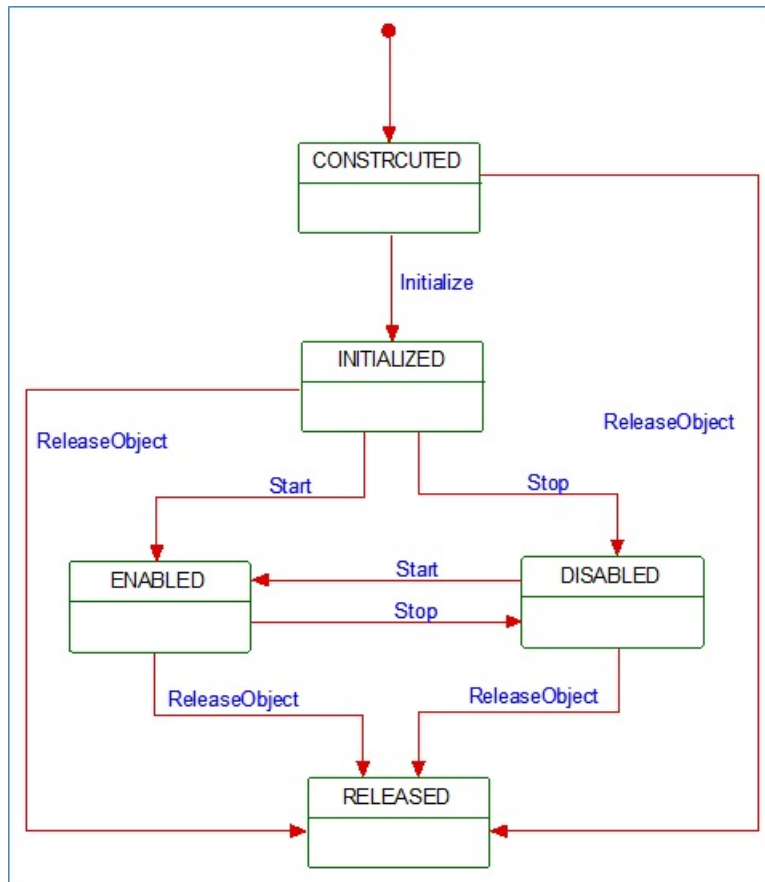 CONSTRCUTED
Initialize
INITIALIZED
ReleaseObject
ReleaseObject
Start
Stop
ENABLED
Start
DISABLED
Stop
ReleaseObject
ReleaseObject
RELEASED